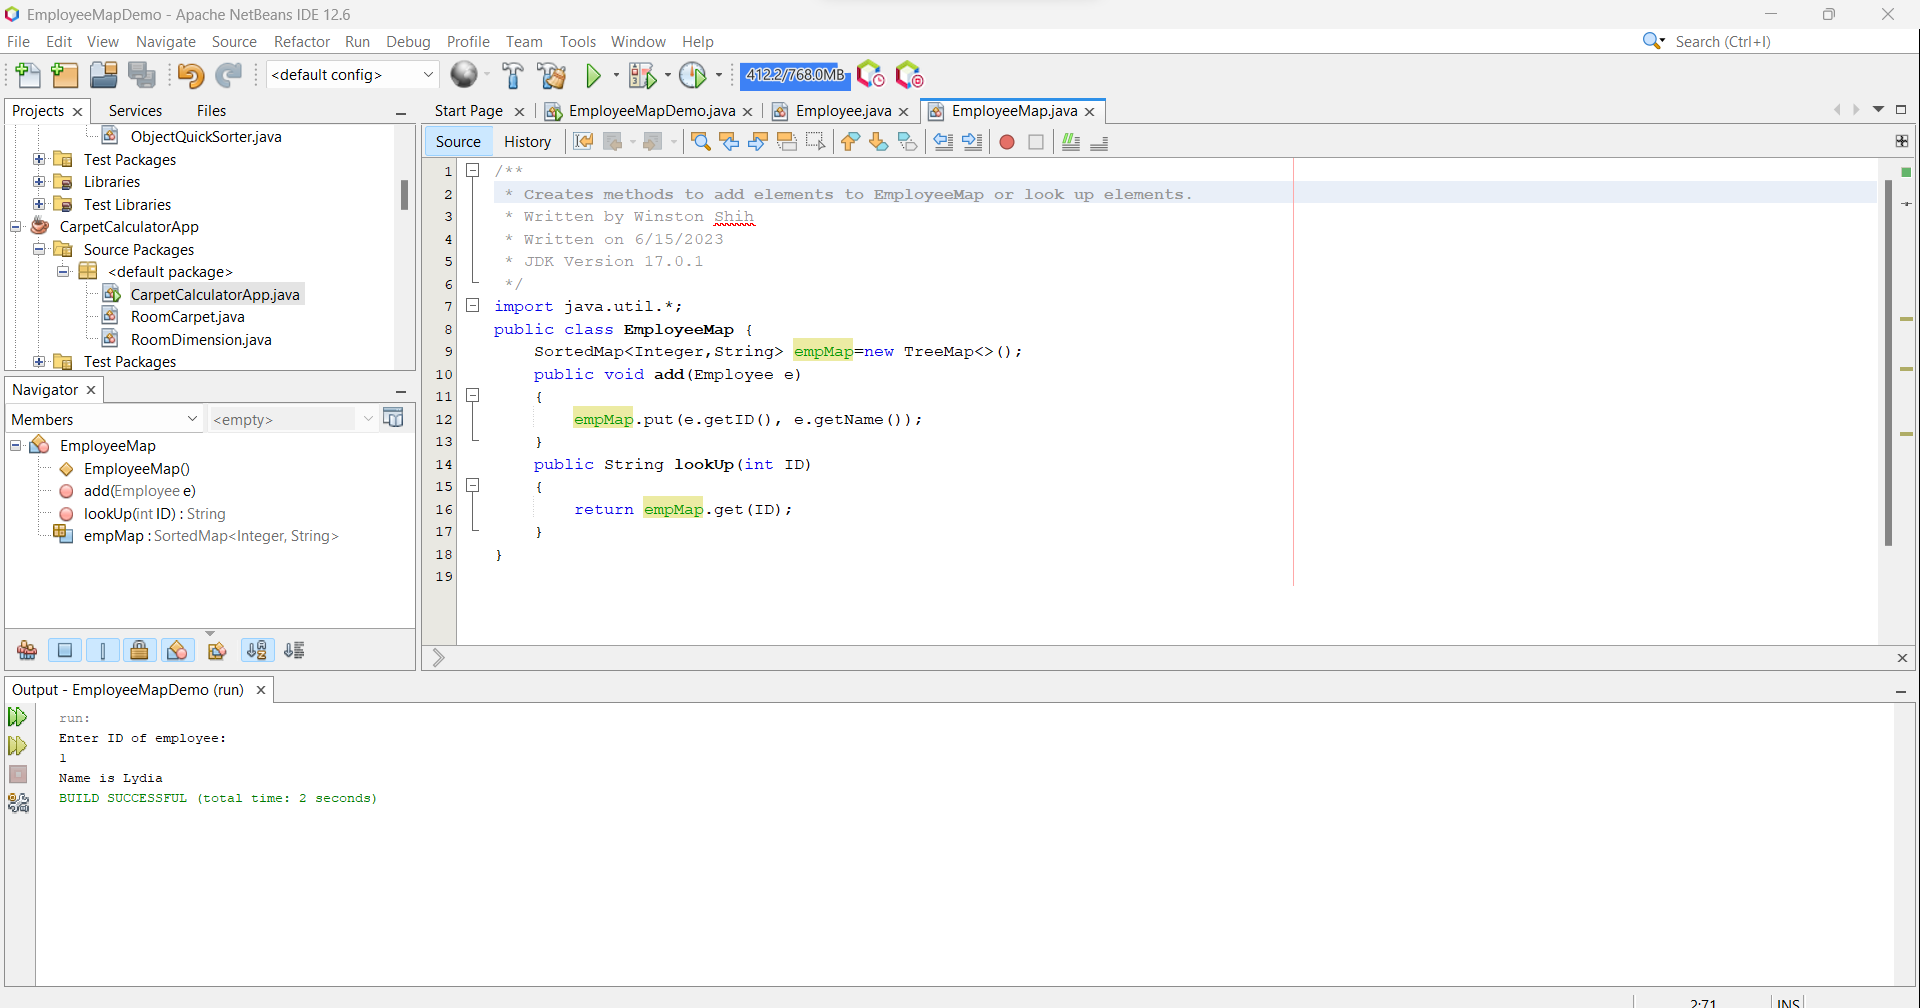 EmployeeMapDemo - Apache NetBeans IDE 12.6
File Edit View Navigate Source Refactor Run Debug Profile Team Tools Window Help
Search (Ctrl+I)
<default config>
412.2/768.0MB
Projects Services Files
ObjectQuickSorter.java
Test Packages
Libraries
Test Libraries
CarpetCalculatorApp
Source Packages
<default package>
CarpetCalculatorApp.java
RoomCarpet.java
RoomDimension.java
Test Packages
Navigator
Members
<empty>
EmployeeMap
EmployeeMap()
add(Employee e)
lookUp(int ID) : String
empMap : SortedMap<Integer, String>
Start Page EmployeeMapDemo.java Employee.java EmployeeMap.java
Source History
1 /**
2 * Creates methods to add elements to EmployeeMap or look up elements.
3 * Written by Winston Shih
4 * Written on 6/15/2023
5 * JDK Version 17.0.1
6 */
7 import java.util.*;
8 public class EmployeeMap {
9 SortedMap<Integer,String> empMap=new TreeMap<>();
10 public void add(Employee e)
11 {
12 empMap.put(e.getID(), e.getName());
13 }
14 public String lookUp(int ID)
15 {
16 return empMap.get(ID);
17 }
18 }
19
Output - EmployeeMapDemo (run)
run:
Enter ID of employee:
1
Name is Lydia
BUILD SUCCESSFUL (total time: 2 seconds)
2:71 INS